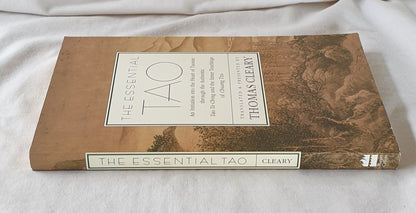 THE ESSENTIAL
TAO
An Initiation into the Heart of Taoism
through the Authentic
Tao Te Ching and the Inner Teachings
of Chuang Tzu
TRANSLATED & PRESENTED BY
THOMAS CLEARY
THE ESSENTIAL TAO
CLEARY